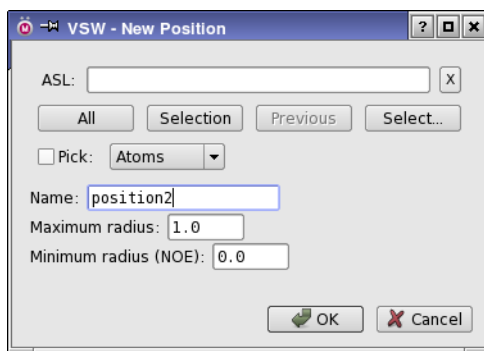 VSW - New Position ?
ASL: X
All Selection Previous Select...
Pick: Atoms
Name: position2
Maximum radius: 1.0
Minimum radius (NOE): 0.0
OK Cancel